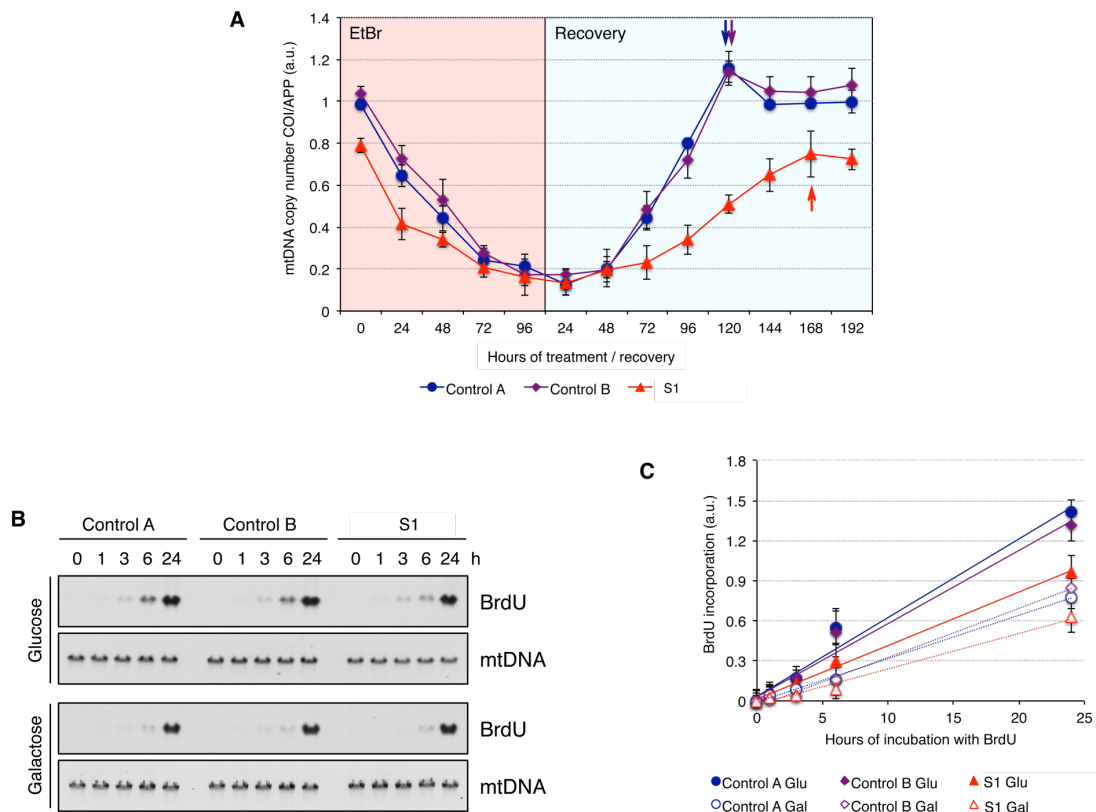 A
EtBr
Recovery
mtDNA copy number COI/APP (a.u.)
1.4
1.2
1
0.8
0.6
0.4
0.2
0
0 24 48 72 96 24 48 72 96 120 144 168 192
Hours of treatment / recovery
Control A Control B S1
B
Control A Control B S1
0 1 3 6 24 0 1 3 6 24 0 1 3 6 24 h
Glucose
BrdU
mtDNA
Galactose
BrdU
mtDNA
C
BrdU incorporation (a.u.)
1.8
1.5
1.2
0.9
0.6
0.3
0
0 5 10 15 20 25
Hours of incubation with BrdU
Control A Glu Control B Glu S1 Glu
Control A Gal Control B Gal S1 Gal